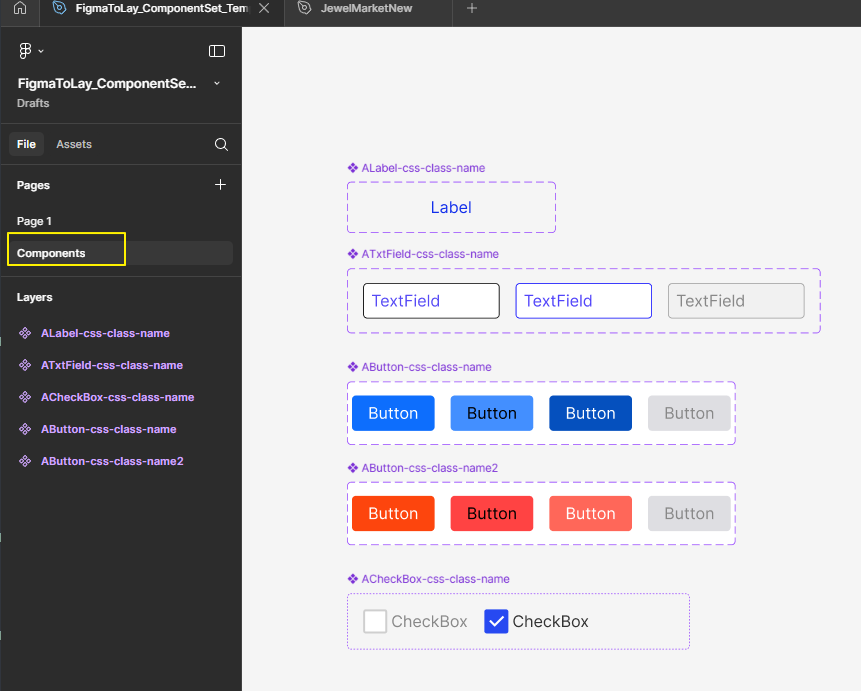 FigmaToLay_ComponentSet_Tem
JewelMarketNew
FigmaToLay_ComponentSe...
Drafts
File
Assets
Pages
Page 1
Components
Layers
ALabel-css-class-name
ATxtField-css-class-name
ACheckBox-css-class-name
AButton-css-class-name
AButton-css-class-name2
ALabel-css-class-name
Label
ATxtField-css-class-name
TextField TextField TextField
AButton-css-class-name
Button Button Button Button
AButton-css-class-name2
Button Button Button Button
ACheckBox-css-class-name
CheckBox CheckBox